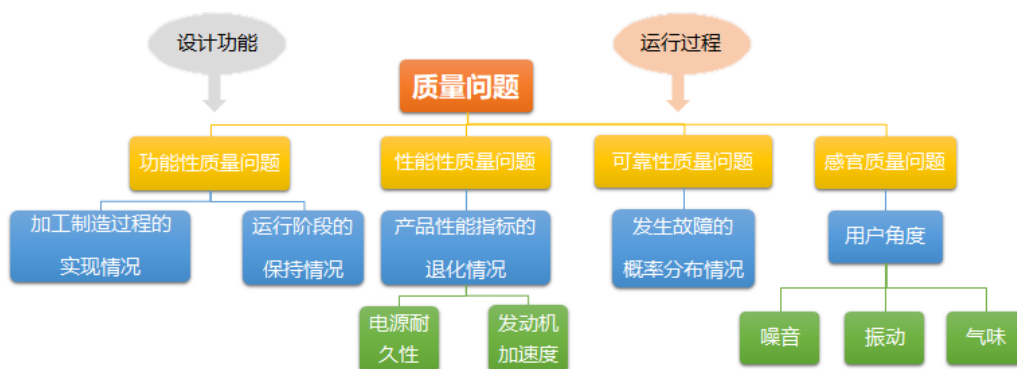 设计功能
运行过程
质量问题
功能性质量问题
性能性质量问题
可靠性质量问题
感官质量问题
加工制造过程的
实现情况
运行阶段的
保持情况
产品性能指标的
退化情况
发生故障的
概率分布情况
用户角度
电源耐
久性
发动机
加速度
噪音
振动
气味